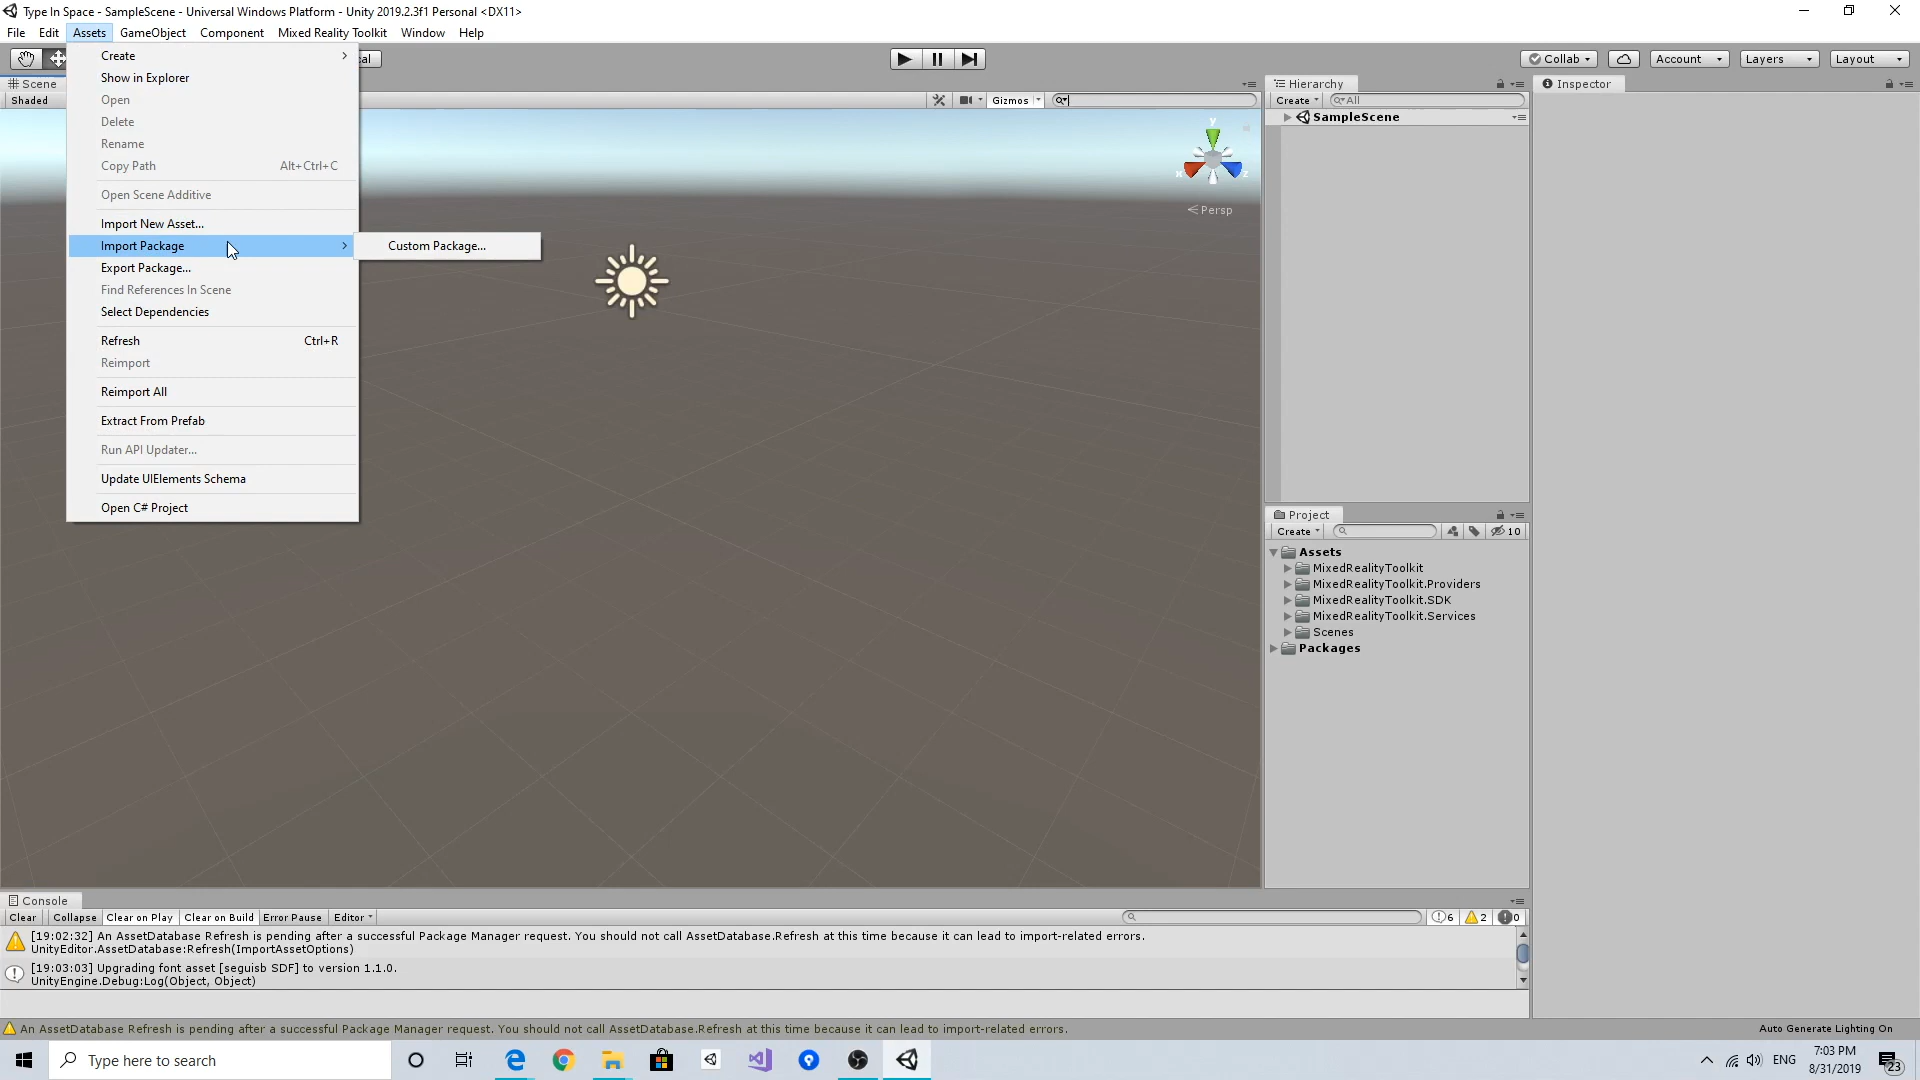 Type In Space - SampleScene - Universal Windows Platform - Unity 2019.2.3f1 Personal <DX11>
File Edit Assets GameObject Component Mixed Reality Toolkit Window Help
Collab Account Layers Layout
Scene
Shaded
Gizmos
Create
Show in Explorer
Open
Delete
Rename
Copy Path Alt+Ctrl+C
Open Scene Additive
Import New Asset...
Import Package
Custom Package...
Export Package...
Find References In Scene
Select Dependencies
Refresh Ctrl+R
Reimport
Reimport All
Extract From Prefab
Run API Updater...
Update UIElements Schema
Open C# Project
y
x z
Persp
Hierarchy
Create All
SampleScene
Project
Create 10
Assets
MixedRealityToolkit
MixedRealityToolkit.Providers
MixedRealityToolkit.SDK
MixedRealityToolkit.Services
Scenes
Packages
Inspector
Console
Clear Collapse Clear on Play Clear on Build Error Pause Editor 6 2 0
[19:02:32] An AssetDatabase Refresh is pending after a successful Package Manager request. You should not call AssetDatabase.Refresh at this time because it can lead to import-related errors.
UnityEditor.AssetDatabase:Refresh(ImportAssetOptions)
[19:03:03] Upgrading font asset [seguisb SDF] to version 1.1.0.
UnityEngine.Debug:Log(Object, Object)
An AssetDatabase Refresh is pending after a successful Package Manager request. You should not call AssetDatabase.Refresh at this time because it can lead to import-related errors.
Auto Generate Lighting On
Type here to search
ENG
7:03 PM
8/31/2019
23